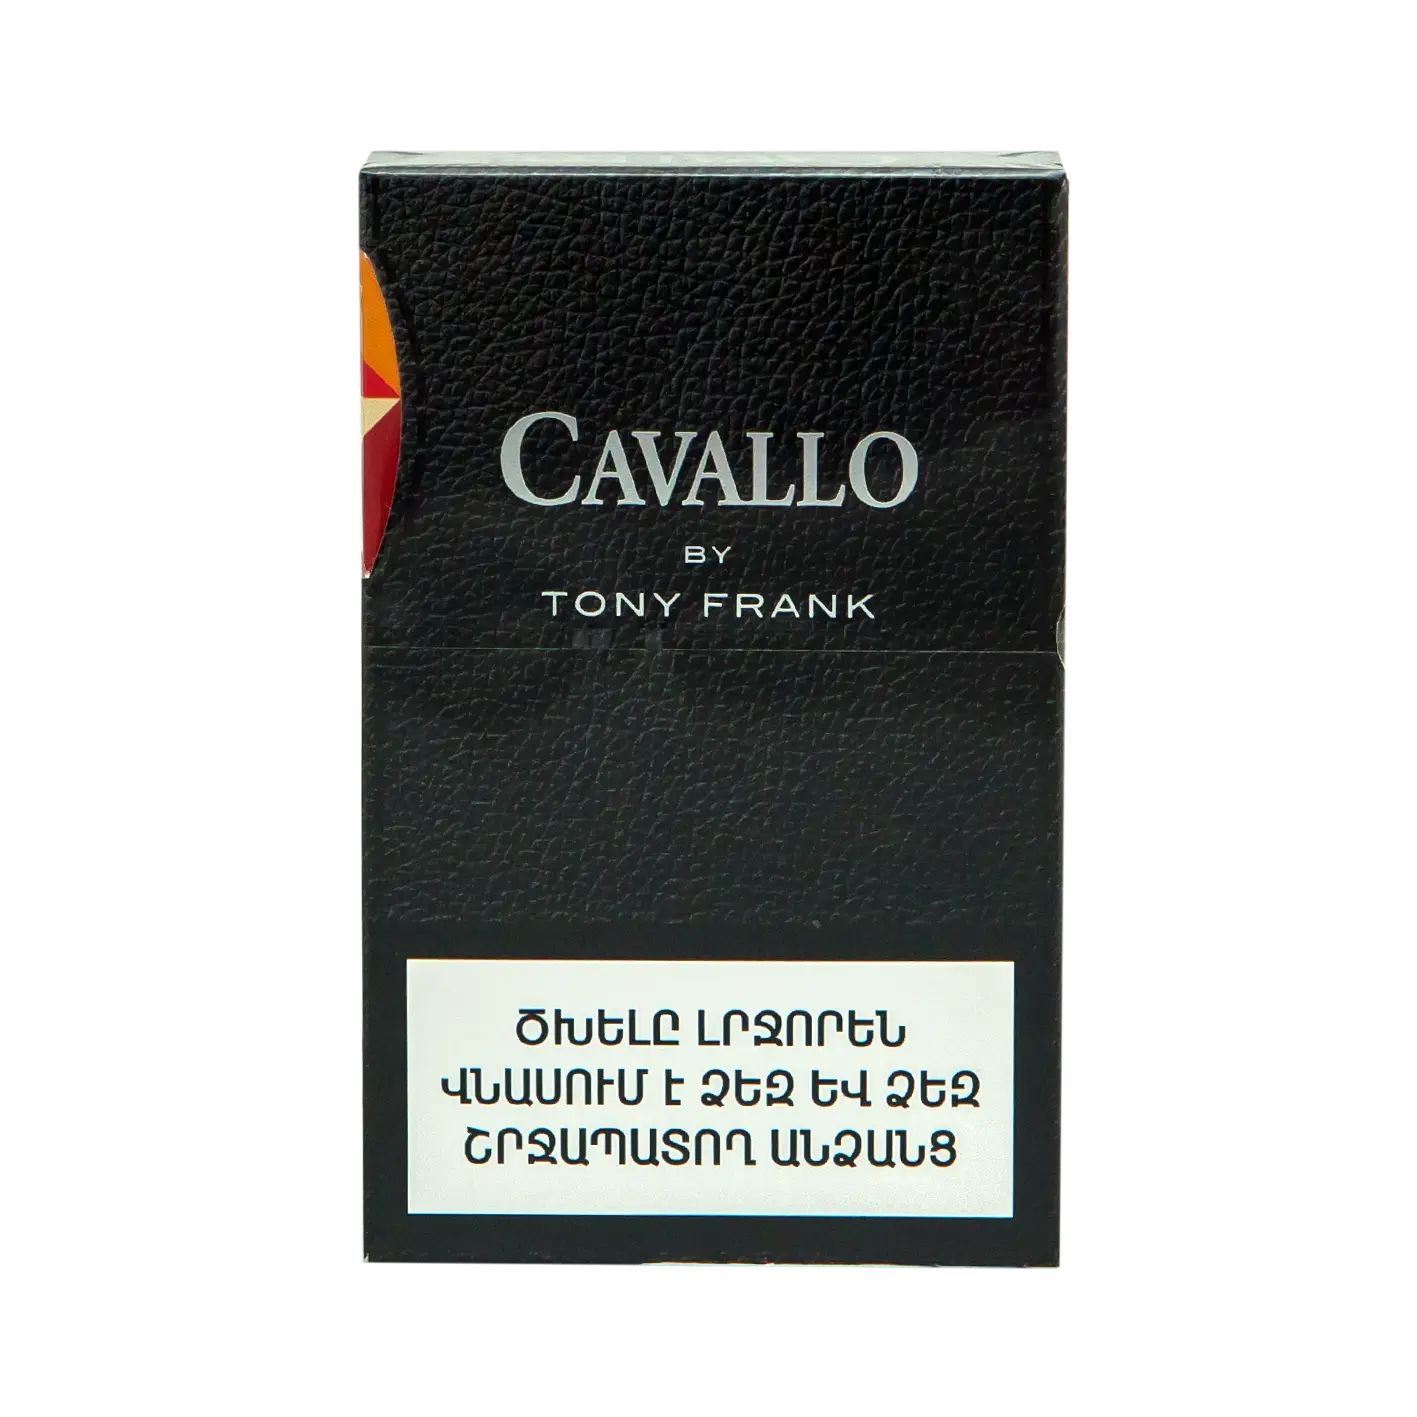 CAVALLO
BY
TONY FRANK
ԾԽԵԼԸ ԼՐՋՈՐԵՆ
ՎՆԱՍՈՒՄ Է ՁԵԶ ԵՎ ՁԵԶ
ՇՐՋԱՊԱՏՈՂ ԱՆՁԱՆՑ